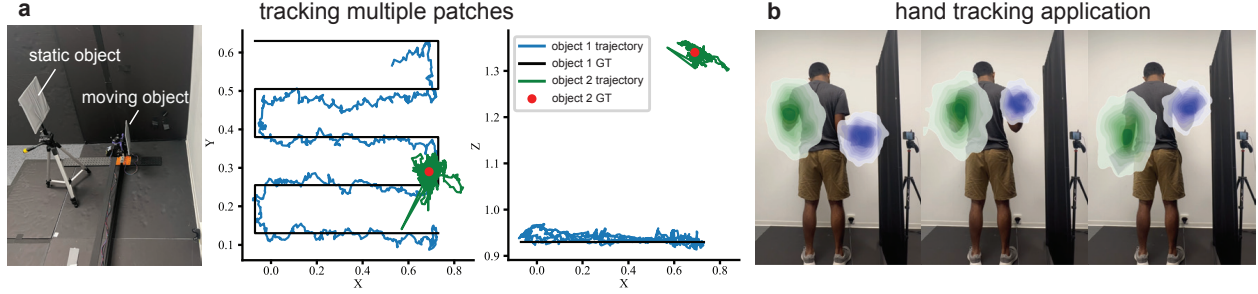 a
tracking multiple patches
static object
moving object
0.6
0.5
0.4
0.3
0.2
0.1
Y
0.0 0.2 0.4 0.6 0.8
X
object 1 trajectory
object 1 GT
object 2 trajectory
object 2 GT
1.3
1.2
1.1
1.0
0.9
Z
0.0 0.2 0.4 0.6 0.8
X
b
hand tracking application